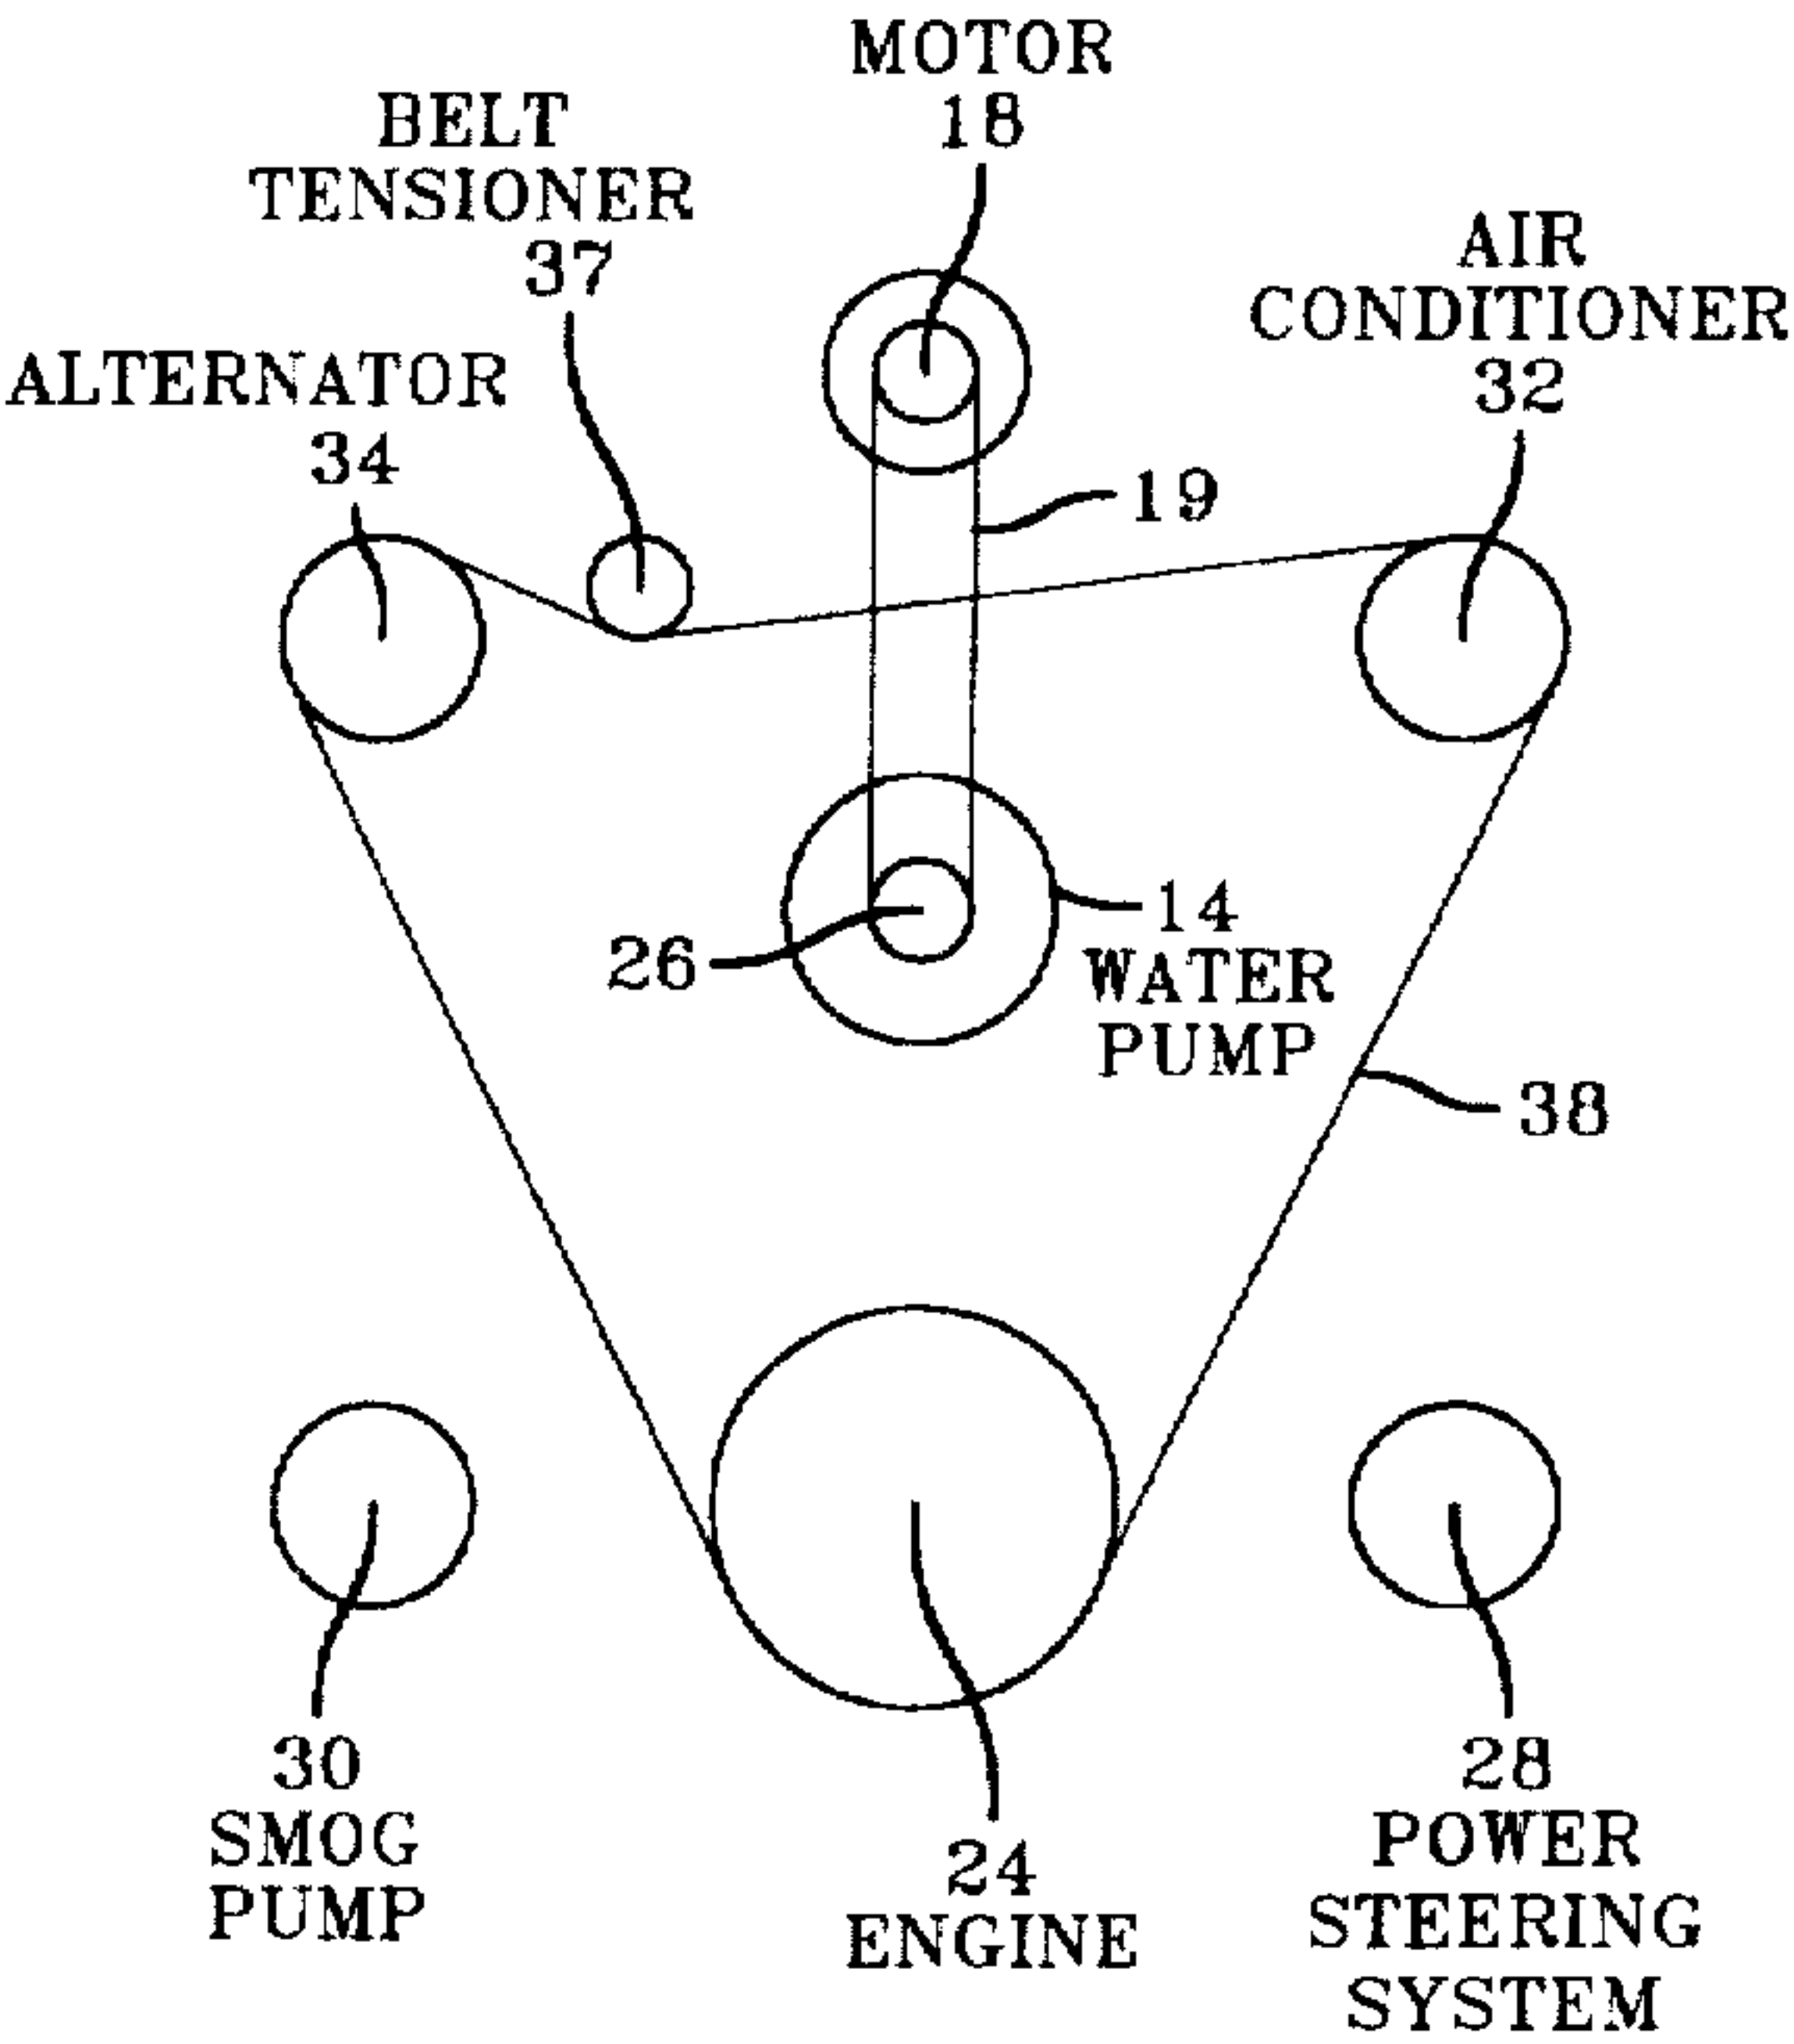 MOTOR
18
BELT
TENSIONER
37
AIR
CONDITIONER
32
ALTERNATOR
34
19
14
WATER
PUMP
26
38
30
SMOG
PUMP
24
ENGINE
28
POWER
STEERING
SYSTEM